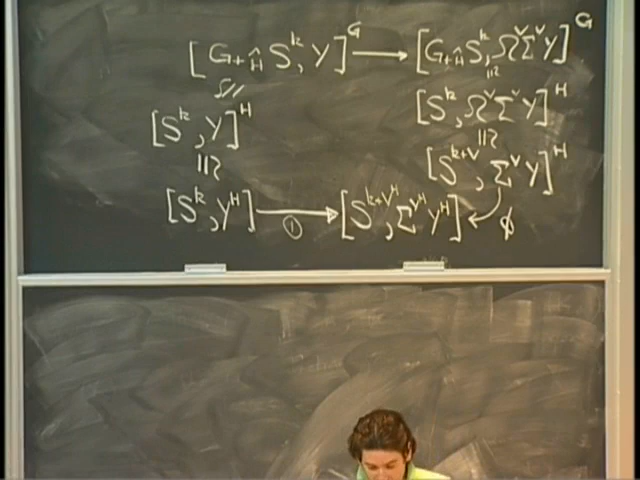 [G₊ ∧_H S^k, Y]^G ⟶ [G₊ ∧_H S^k, Ω^V Σ^V Y]^G
≅ ≅
[S^k, Y]^H [S^k, Ω^V Σ^V Y]^H
≅ ≅
[S^{k+V}, Σ^V Y]^H
[S^k, Y^H] ⟶ ① [S^{k+V^H}, Σ^{V^H} Y^H] ↙ ϕ